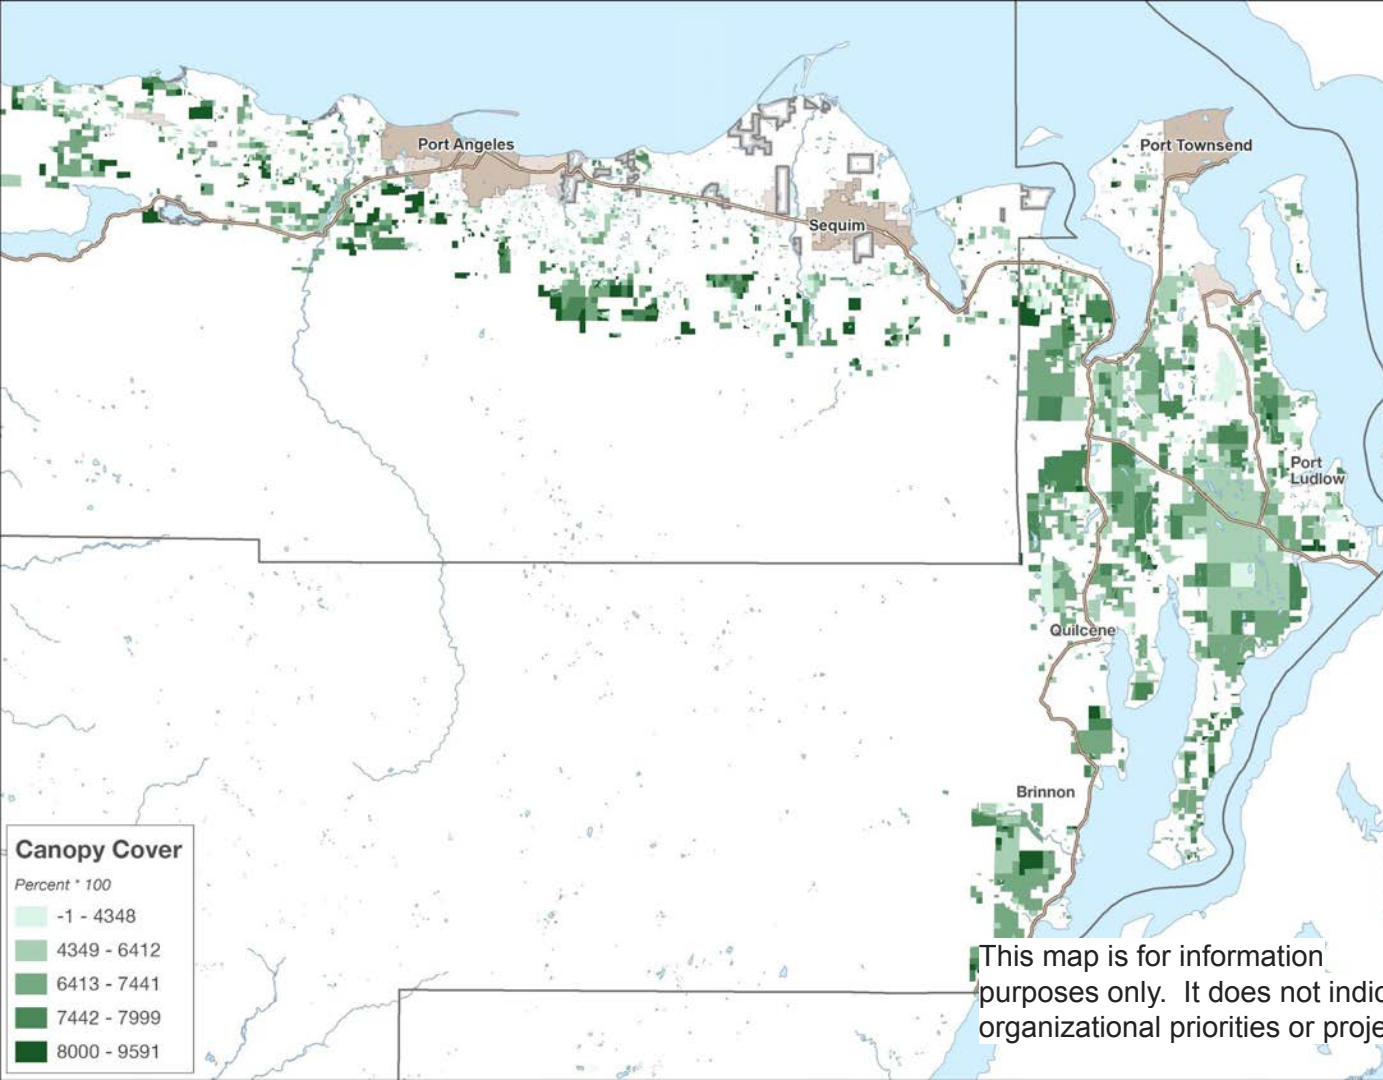 Port Angeles
Port Townsend
Sequim
Port
Ludlow
Quilcene
Brinnon
Canopy Cover
Percent * 100
-1 - 4348
4349 - 6412
6413 - 7441
7442 - 7999
8000 - 9591
This map is for information
purposes only. It does not indic
organizational priorities or proje